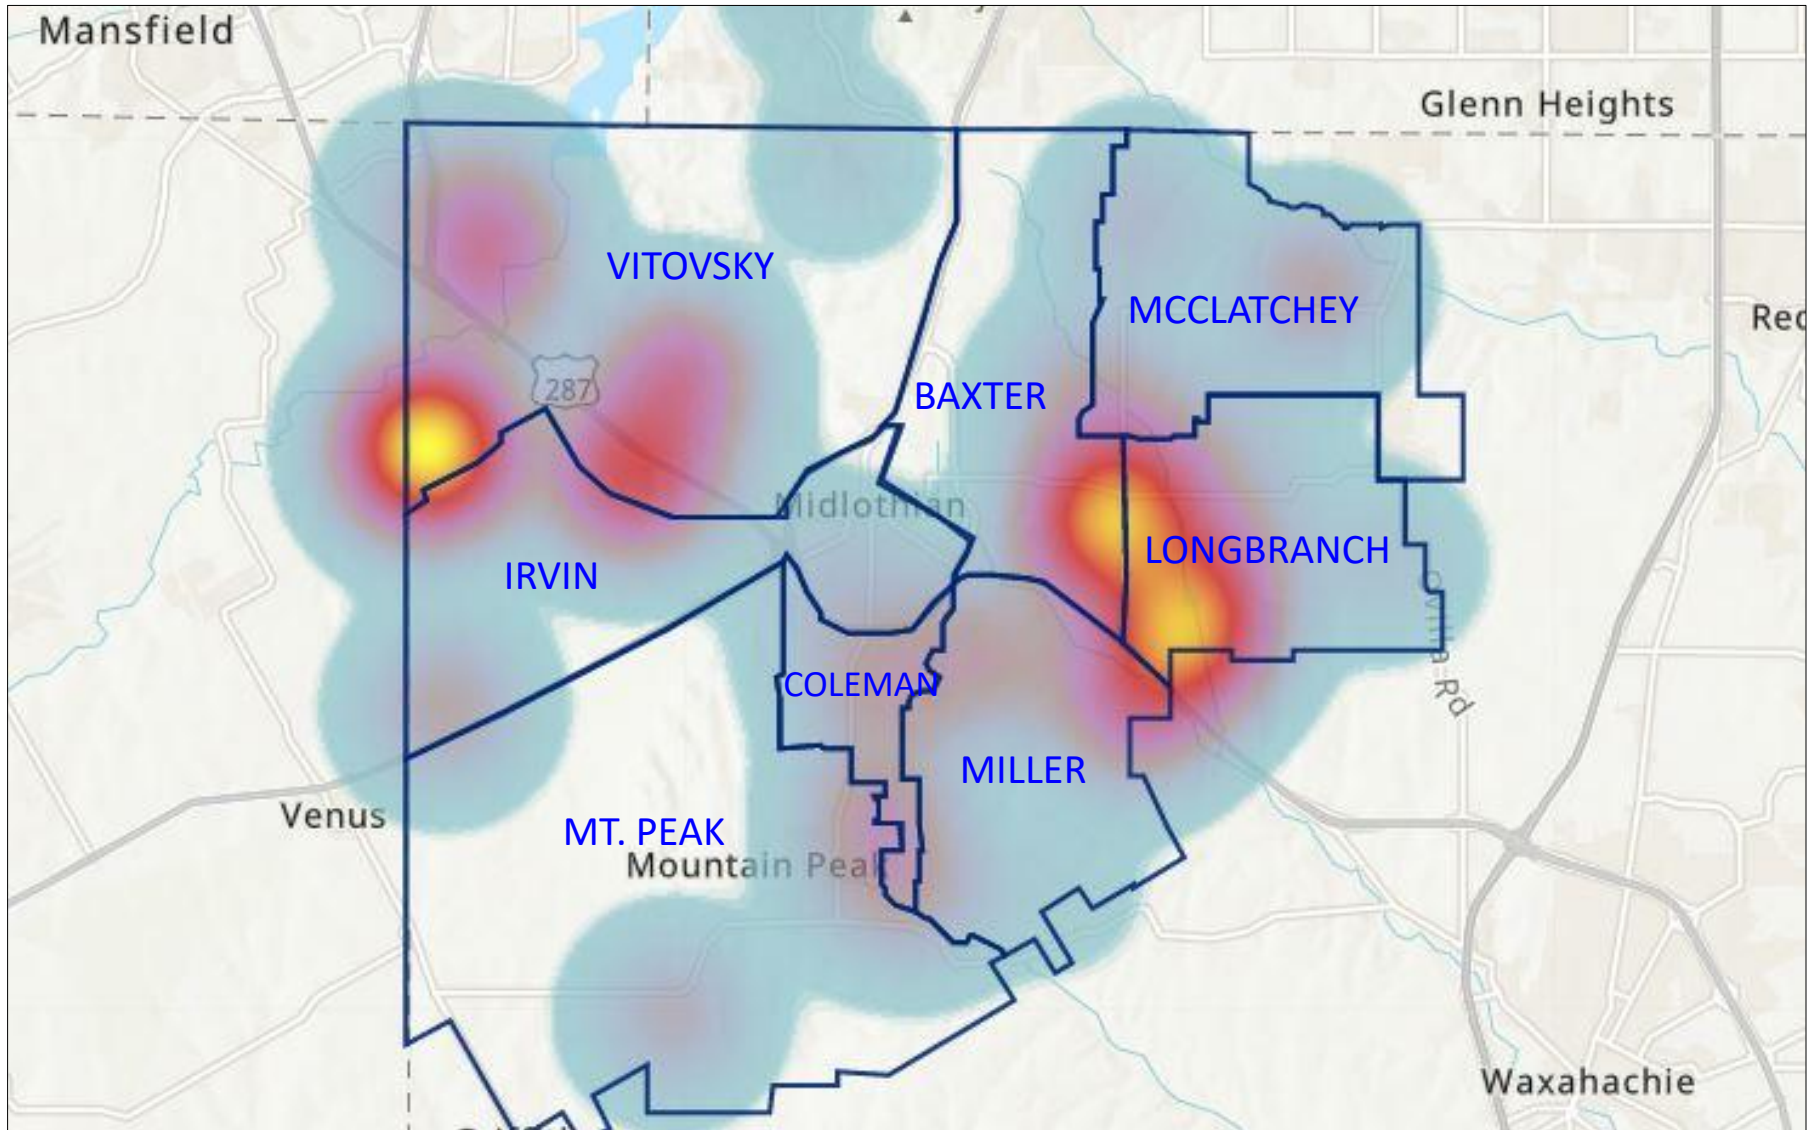 Mansfield
Glenn Heights
VITOVSKY
MCCLATCHEY
Red
287
BAXTER
Midlothian
LONGBRANCH
IRVIN
COLEMAN
Rd
MILLER
Venus
MT. PEAK
Mountain Peak
Waxahachie